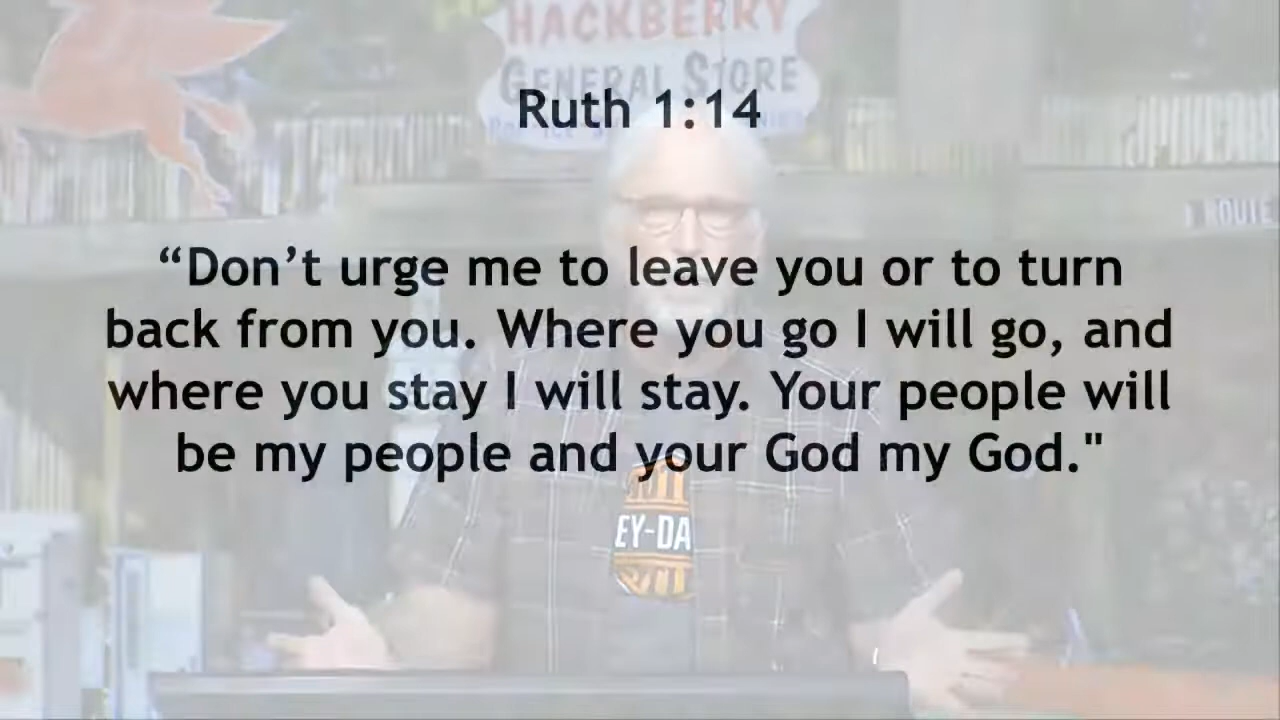 HACKBERRY
GENERAL STORE
Ruth 1:14
ROUTE
“Don’t urge me to leave you or to turn
back from you. Where you go I will go, and
where you stay I will stay. Your people will
be my people and your God my God."
EY-DA